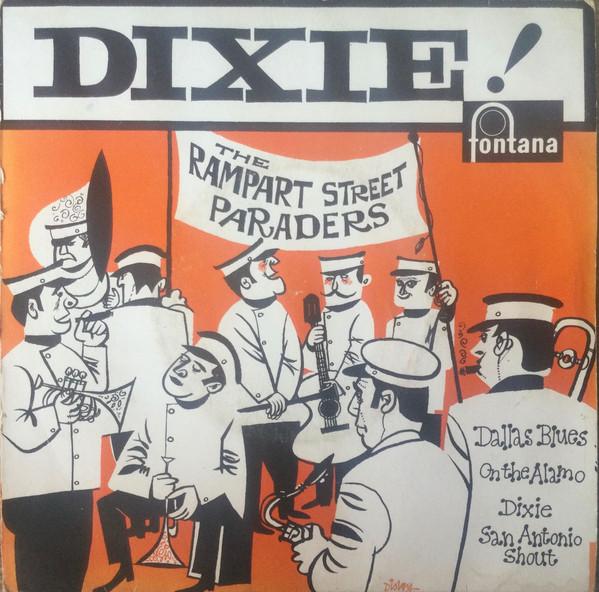 DIXIE!
fontana
THE
RAMPART STREET
PARADERS
Dallas Blues
On the Alamo
Dixie
San Antonio
Shout